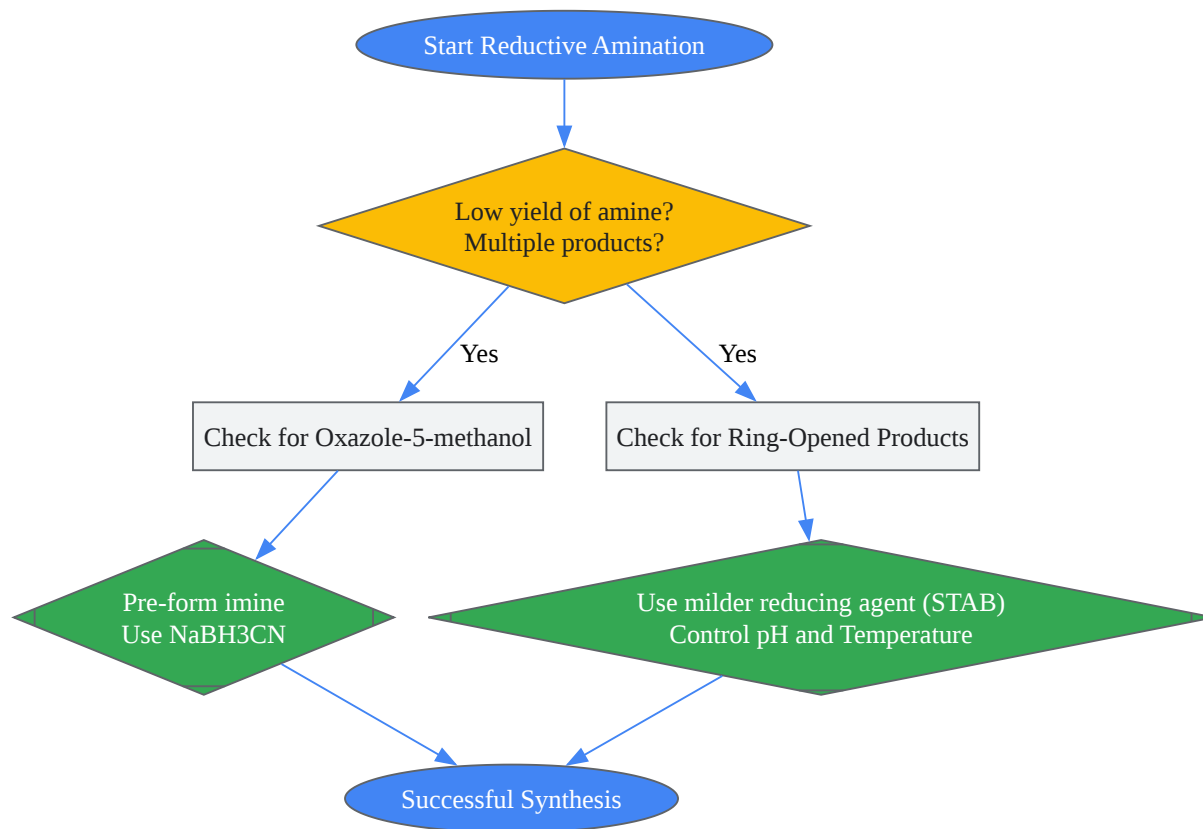 Start Reductive Amination
Low yield of amine?
Multiple products?
Yes
Yes
Check for Oxazole-5-methanol
Check for Ring-Opened Products
Pre-form imine
Use NaBH3CN
Use milder reducing agent (STAB)
Control pH and Temperature
Successful Synthesis